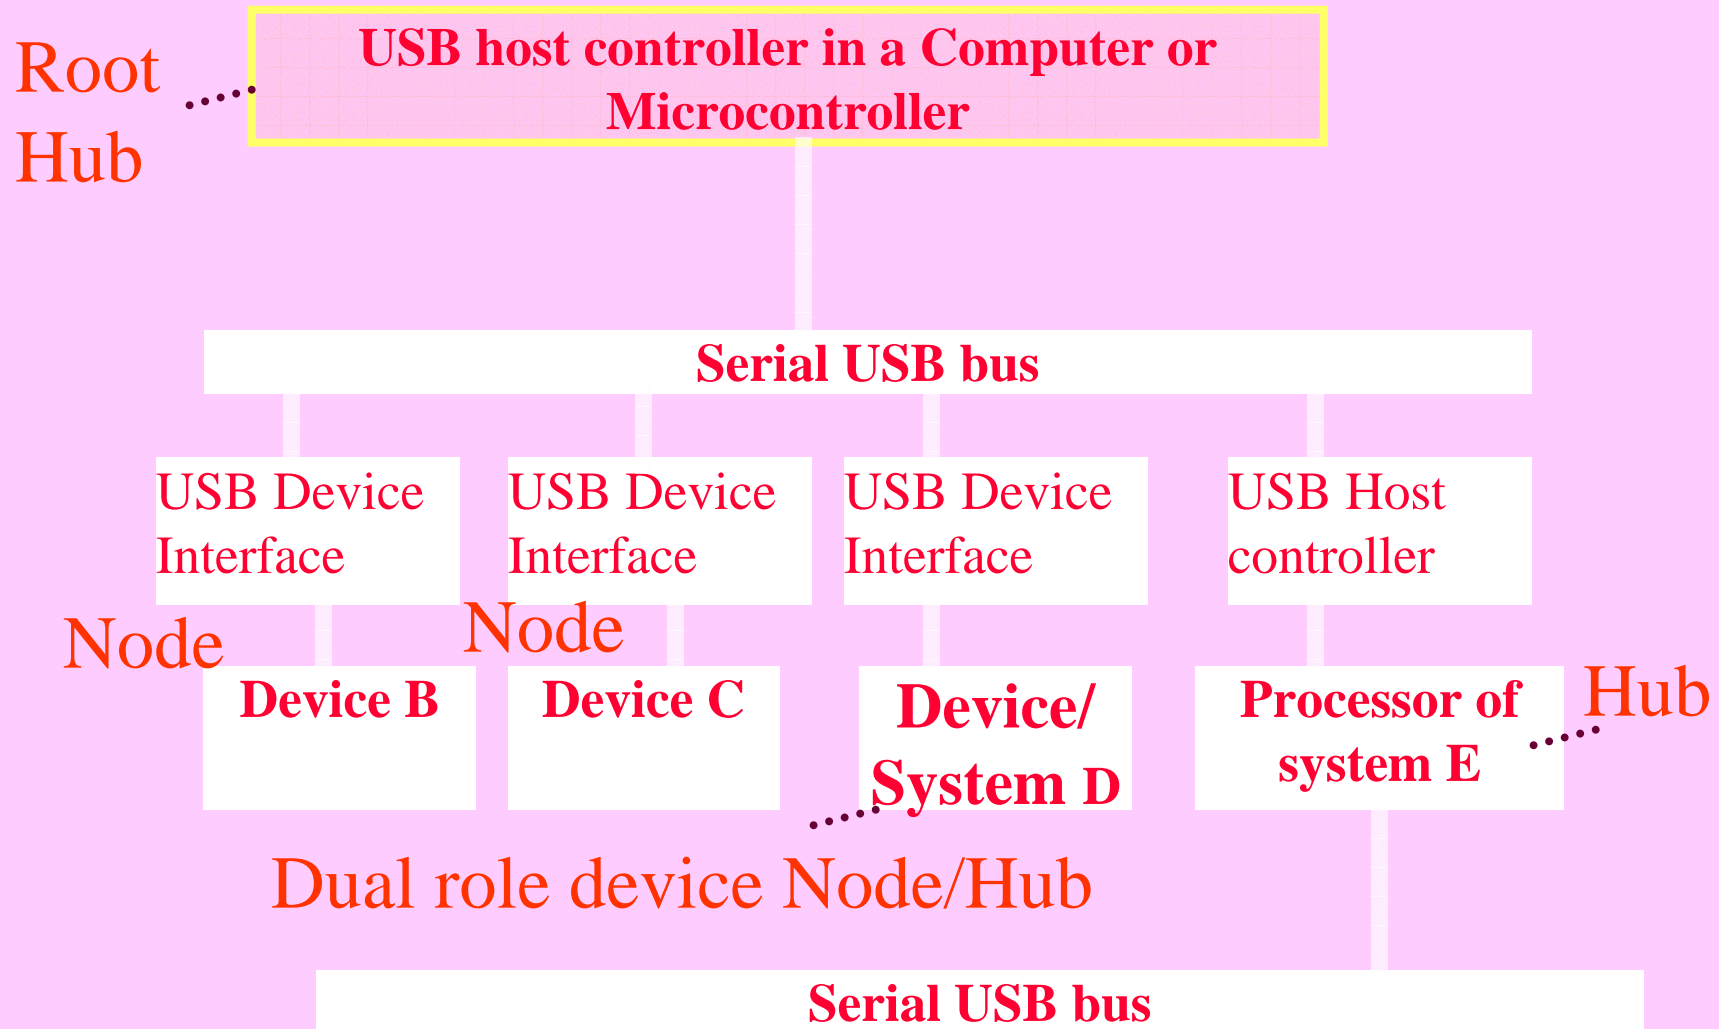 Root
Hub
USB host controller in a Computer or
Microcontroller
Serial USB bus
USB Device
Interface
USB Device
Interface
USB Device
Interface
USB Host
controller
Node
Node
Device B
Device C
Device/
System D
Processor of
system E
Hub
Dual role device Node/Hub
Serial USB bus